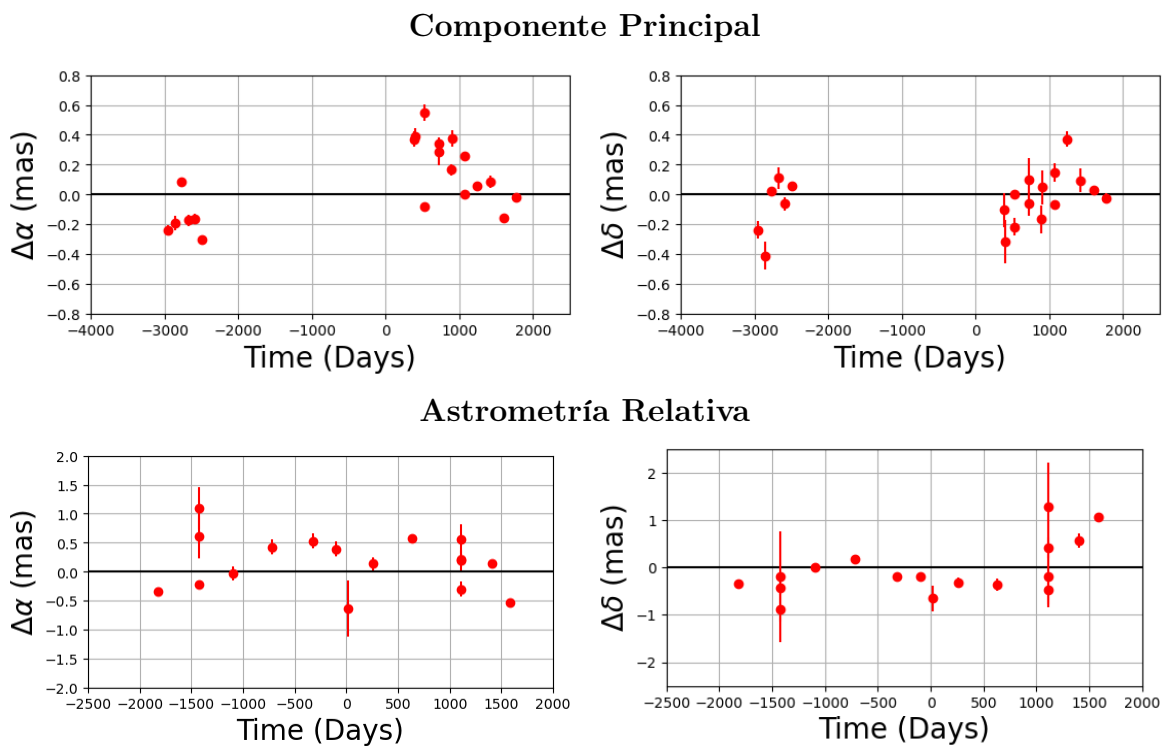 Componente Principal
0.8
0.6
0.4
0.2
0.0
−0.2
−0.4
−0.6
−0.8
Δα (mas)
−4000 −3000 −2000 −1000 0 1000 2000
Time (Days)
0.8
0.6
0.4
0.2
0.0
−0.2
−0.4
−0.6
−0.8
Δδ (mas)
−4000 −3000 −2000 −1000 0 1000 2000
Time (Days)
Astrometría Relativa
2.0
1.5
1.0
0.5
0.0
−0.5
−1.0
−1.5
−2.0
Δα (mas)
−2500 −2000 −1500 −1000 −500 0 500 1000 1500 2000
Time (Days)
2
1
0
−1
−2
Δδ (mas)
−2500 −2000 −1500 −1000 −500 0 500 1000 1500 2000
Time (Days)